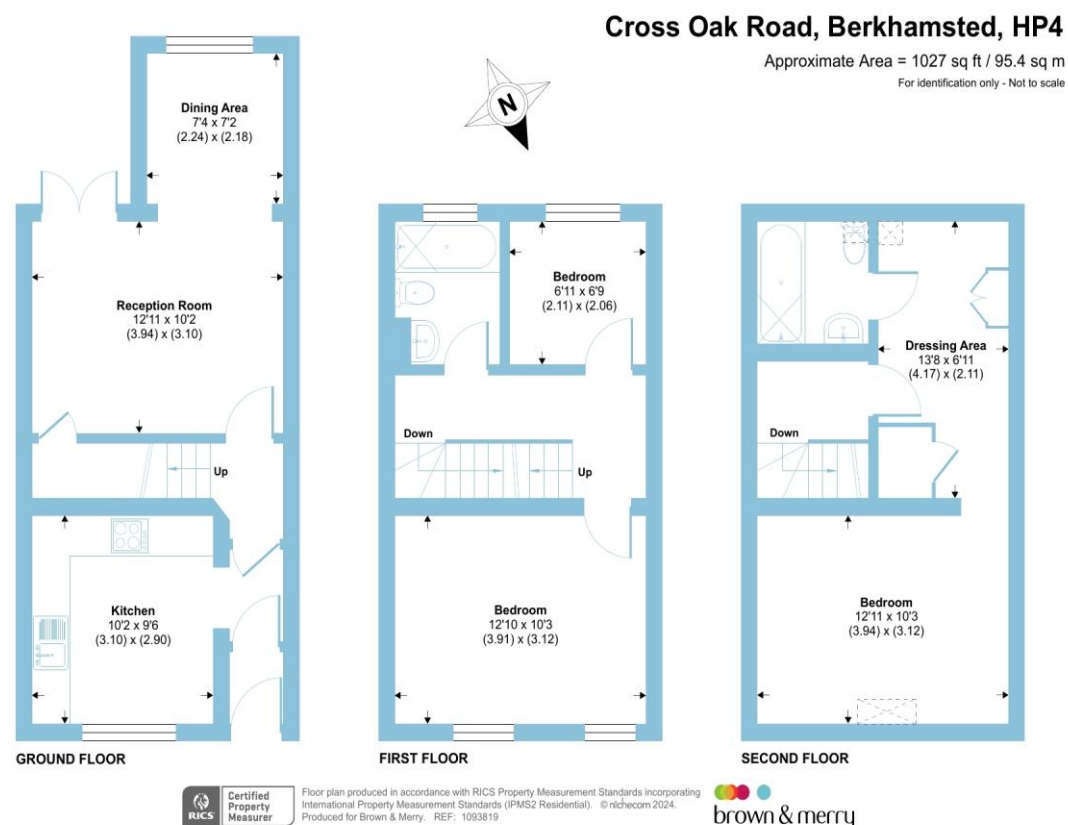 Cross Oak Road, Berkhamsted, HP4
Approximate Area = 1027 sq ft / 95.4 sq m
For identification only - Not to scale
N
Dining Area
7'4 x 7'2
(2.24) x (2.18)
Reception Room
12'11 x 10'2
(3.94) x (3.10)
Up
Kitchen
10'2 x 9'6
(3.10) x (2.90)
GROUND FLOOR
Bedroom
6'11 x 6'9
(2.11) x (2.06)
Down
Up
Bedroom
12'10 x 10'3
(3.91) x (3.12)
FIRST FLOOR
Dressing Area
13'8 x 6'11
(4.17) x (2.11)
Down
Bedroom
12'11 x 10'3
(3.94) x (3.12)
SECOND FLOOR
RICS
Certified
Property
Measurer
Floor plan produced in accordance with RICS Property Measurement Standards incorporating
International Property Measurement Standards (IPMS2 Residential). © nichecom 2024.
Produced for Brown & Merry. REF: 1093819
brown & merry